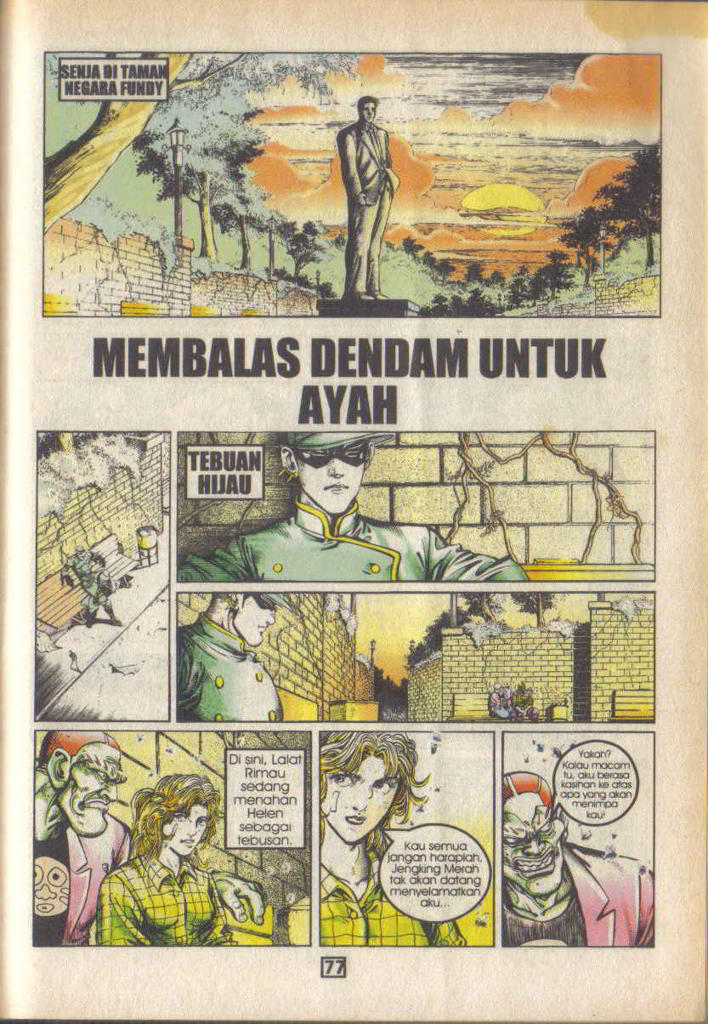 SENJA DI TAMAN
NEGARA FUNDY
MEMBALAS DENDAM UNTUK
AYAH
TEBUAN
HIJAU
Di sini, Lalat
Rimau
sedang
menahan
Helen
sebagai
tebusan.
Kau semua
jangan haraplah,
Jengking Merah
tak akan datang
menyelamatkan
aku...
Yakah?
Kalau macam
tu, aku berasa
kasihan ke atas
apa yang akan
menimpa
kau!
77